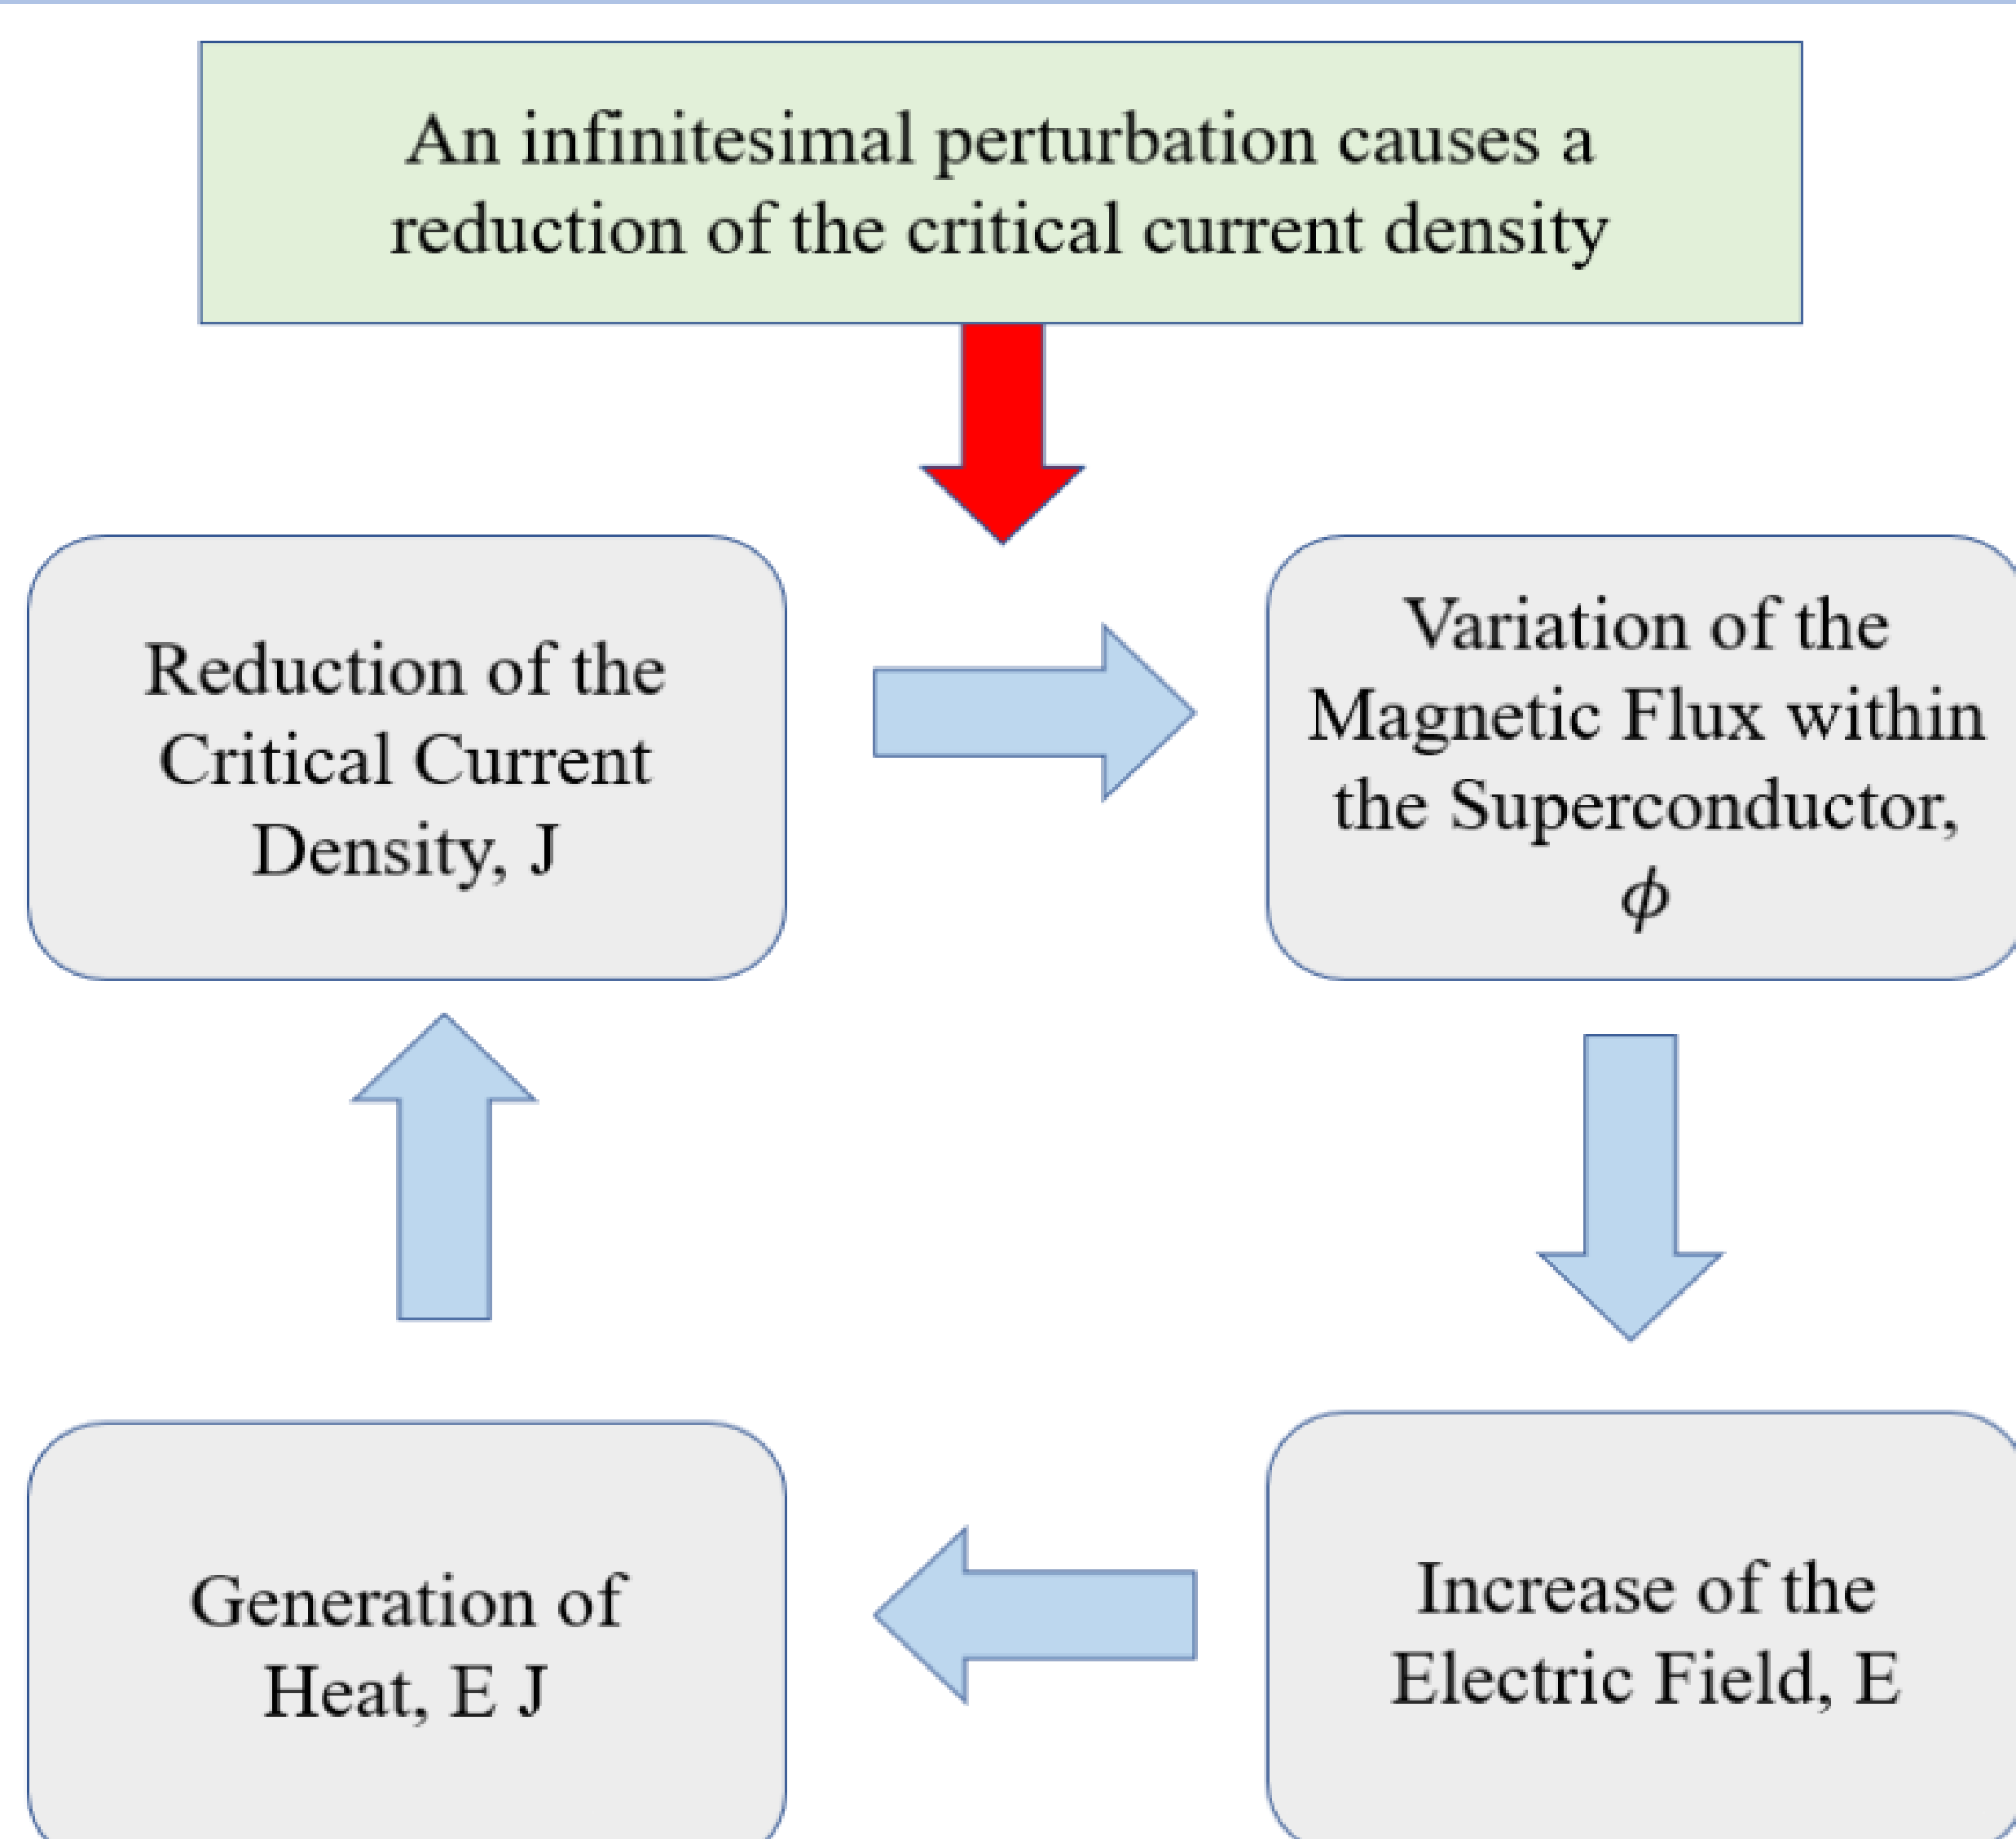 An infinitesimal perturbation causes a
reduction of the critical current density
Reduction of the
Critical Current
Density, J
Variation of the
Magnetic Flux within
the Superconductor,
ϕ
Generation of
Heat, E J
Increase of the
Electric Field, E